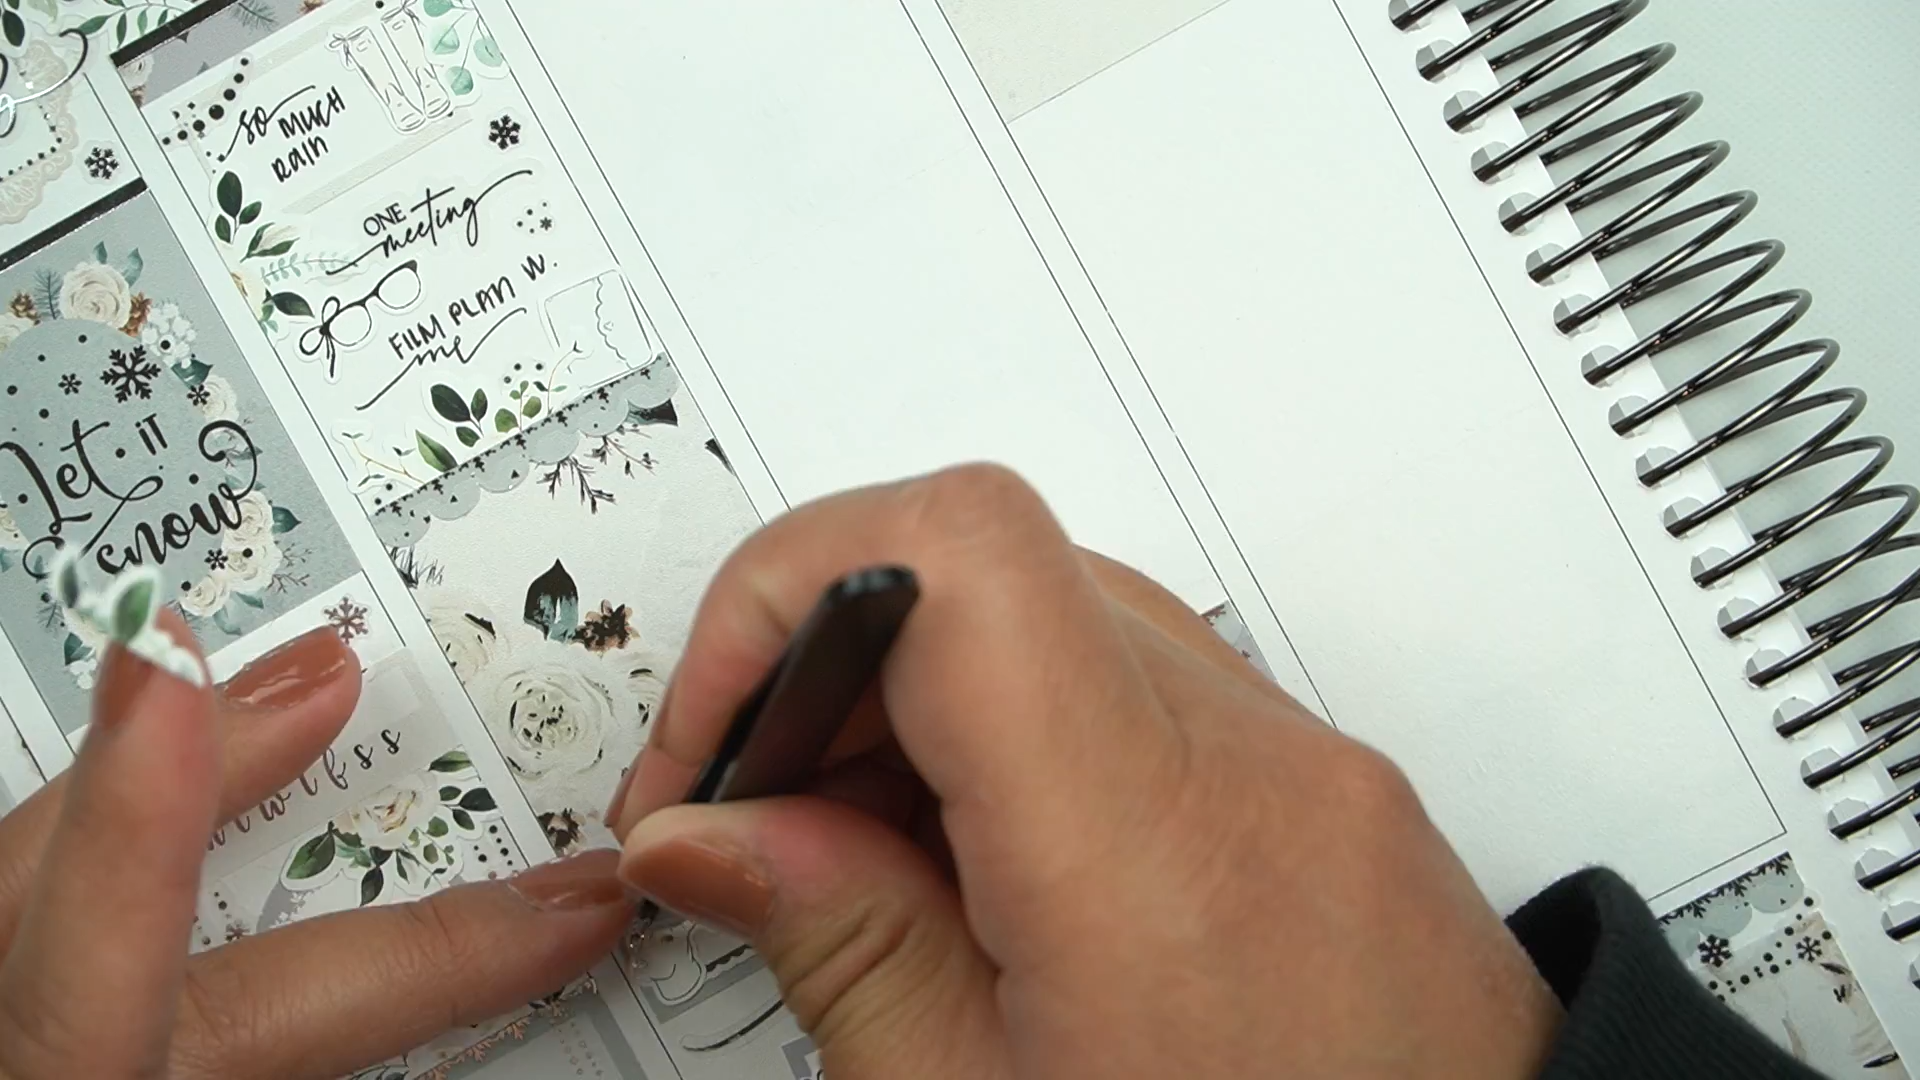 so MUCH
RAIN
ONE
meeting
FILM PLAN W.
me
Let it
snow